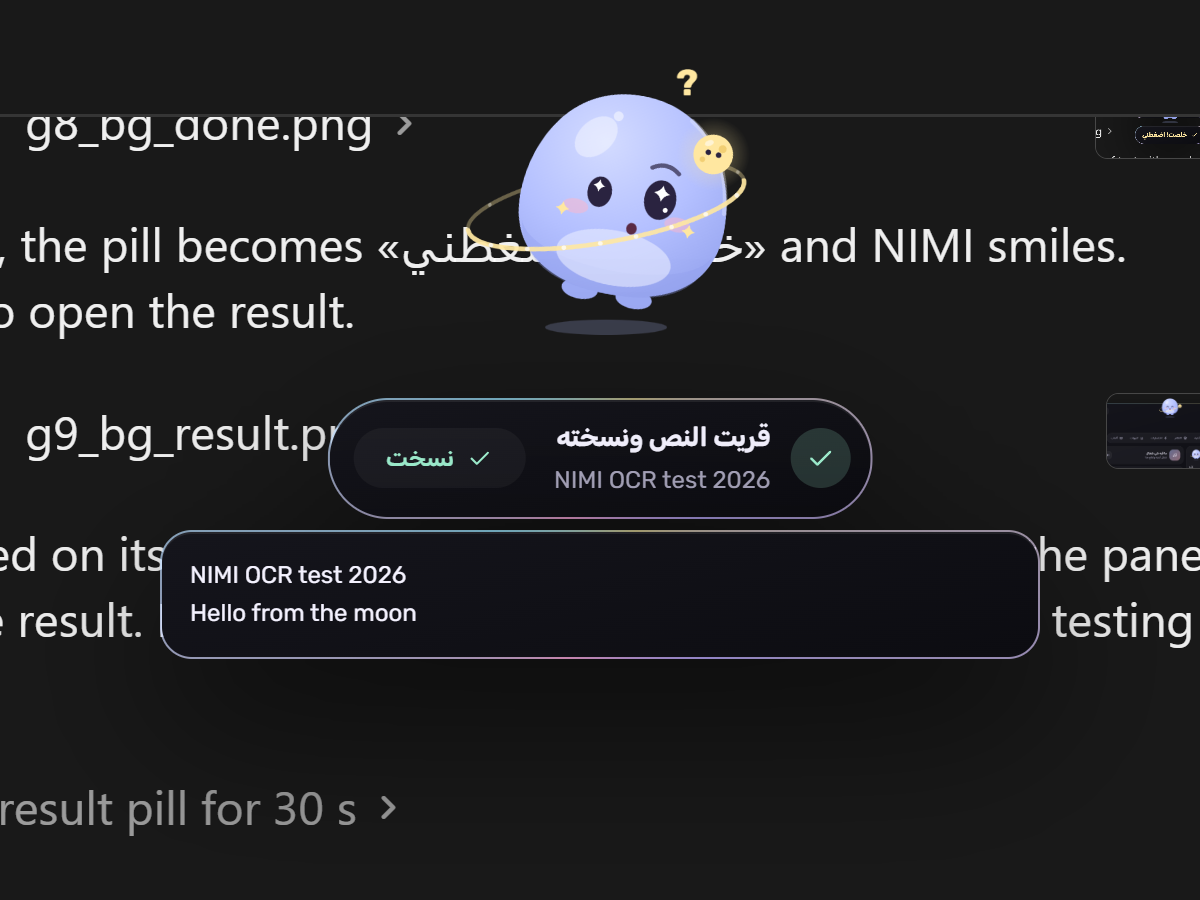 ?
g8_bg_done.png >
, the pill becomes «خ غطني» and NIMI smiles.
o open the result.
g9_bg_result.p
قريت النص ونسخته
NIMI OCR test 2026
نسخت
ed on its
he pane
NIMI OCR test 2026
Hello from the moon
e result.
testing
result pill for 30 s >